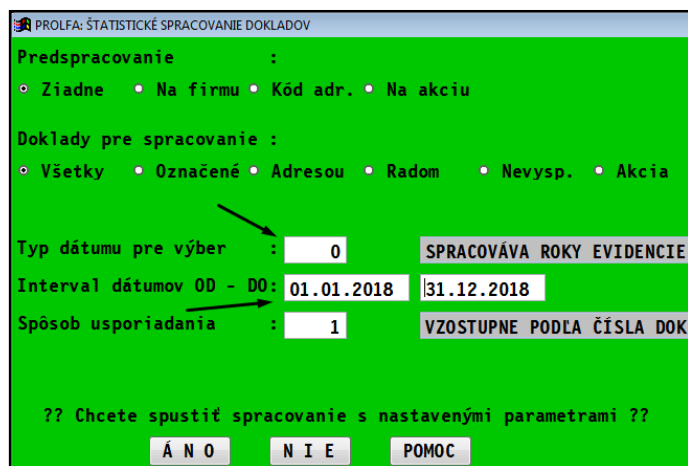 PROLFA: ŠTATISTICKÉ SPRACOVANIE DOKLADOV
Predspracovanie :
Ziadne Na firmu Kód adr. Na akciu
Doklady pre spracovanie :
Všetky Označené Adresou Radom Nevysp. Akcia
Typ dátumu pre výber : 0 SPRACOVÁVA ROKY EVIDENCIE
Interval dátumov OD - DO: 01.01.2018 31.12.2018
Spôsob usporiadania : 1 VZOSTUPNE PODĽA ČÍSLA DOK
?? Chcete spustiť spracovanie s nastavenými parametrami ??
Á N O N I E POMOC